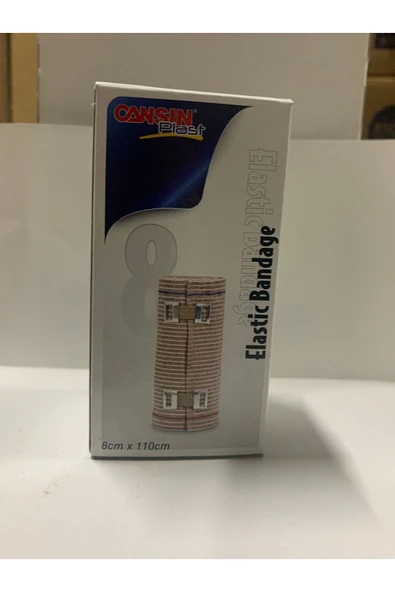 CANSIN®
Plast
Elastic Bandage
Elastic Bandage
8
8cm x 110cm